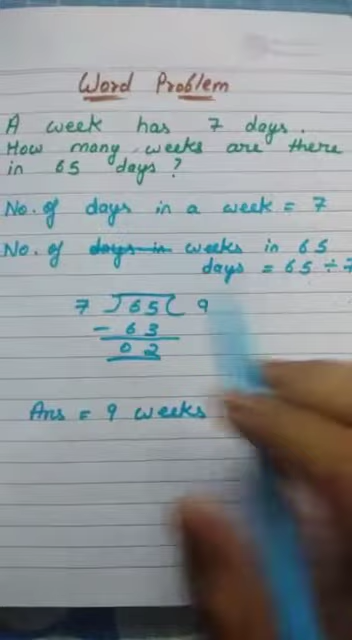 Word Problem
A week has 7 days.
How many weeks are there
in 65 days?
No. of days in a week = 7
No. of days in weeks in 65
days = 65 ÷ 7
7 ) 65 ( 9
- 63
02
Ans = 9 weeks